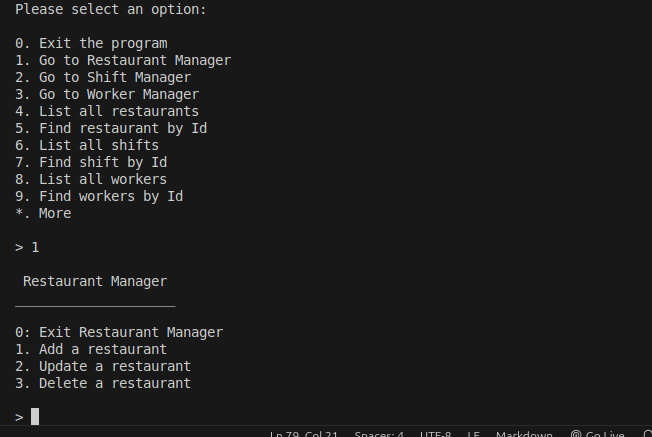 Please select an option:
0. Exit the program
1. Go to Restaurant Manager
2. Go to Shift Manager
3. Go to Worker Manager
4. List all restaurants
5. Find restaurant by Id
6. List all shifts
7. Find shift by Id
8. List all workers
9. Find workers by Id
*. More
> 1
Restaurant Manager
____________________
0: Exit Restaurant Manager
1. Add a restaurant
2. Update a restaurant
3. Delete a restaurant
>
Ln 79, Col 21 Spaces: 4 UTF-8 LF Markdown Go Live